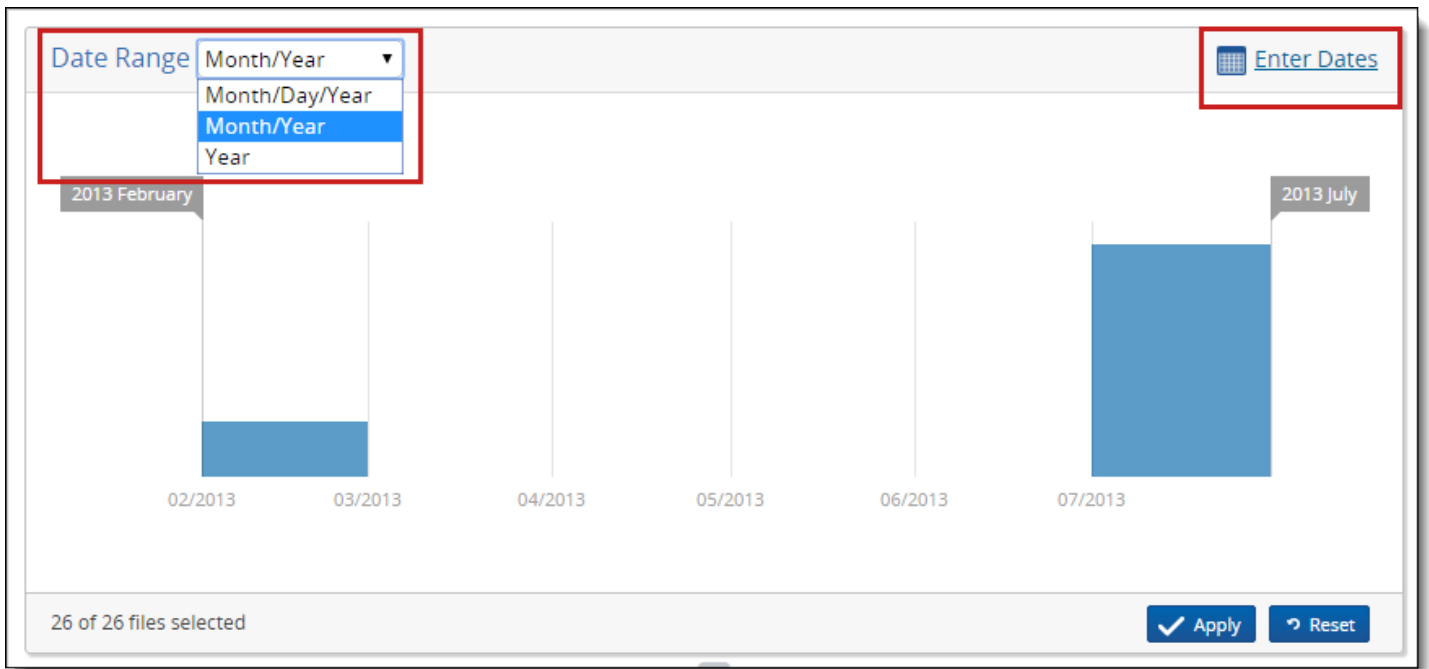 Date Range Month/Year Enter Dates
Month/Day/Year
Month/Year
Year
2013 February 2013 July
02/2013 03/2013 04/2013 05/2013 06/2013 07/2013
26 of 26 files selected Apply Reset